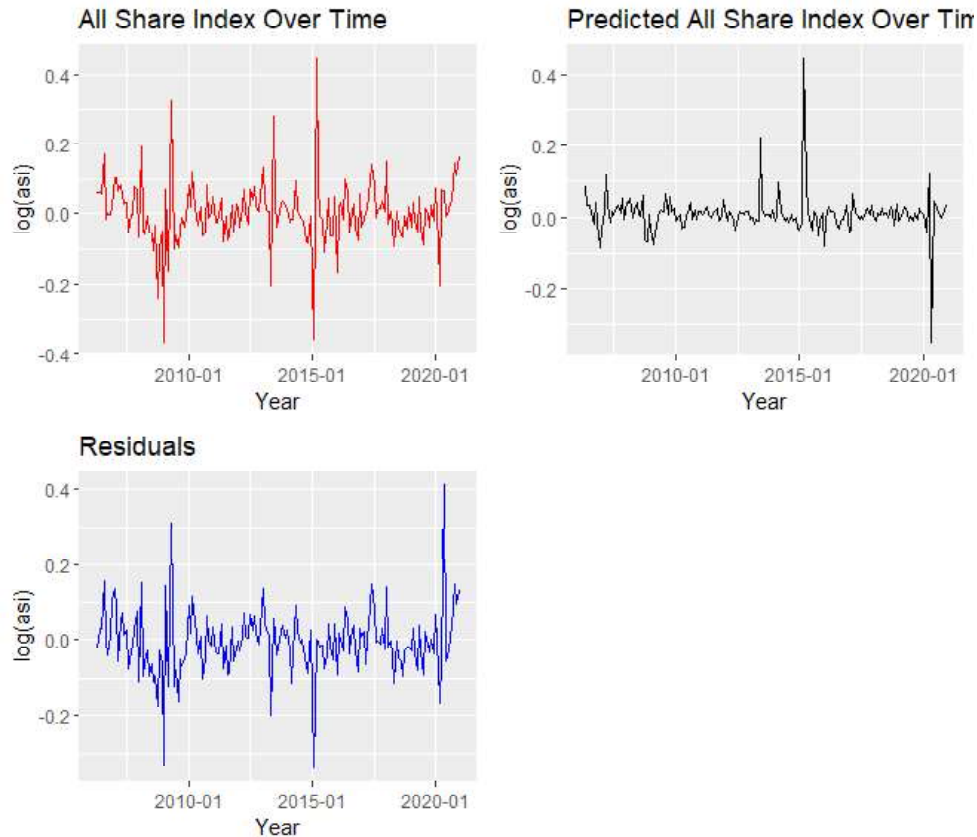 All Share Index Over Time
log(asi)
0.4
0.2
0.0
-0.2
-0.4
2010-01 2015-01 2020-01
Year
Predicted All Share Index Over Tim
log(asi)
0.4
0.2
0.0
-0.2
2010-01 2015-01 2020-01
Year
Residuals
log(asi)
0.4
0.2
0.0
-0.2
2010-01 2015-01 2020-01
Year